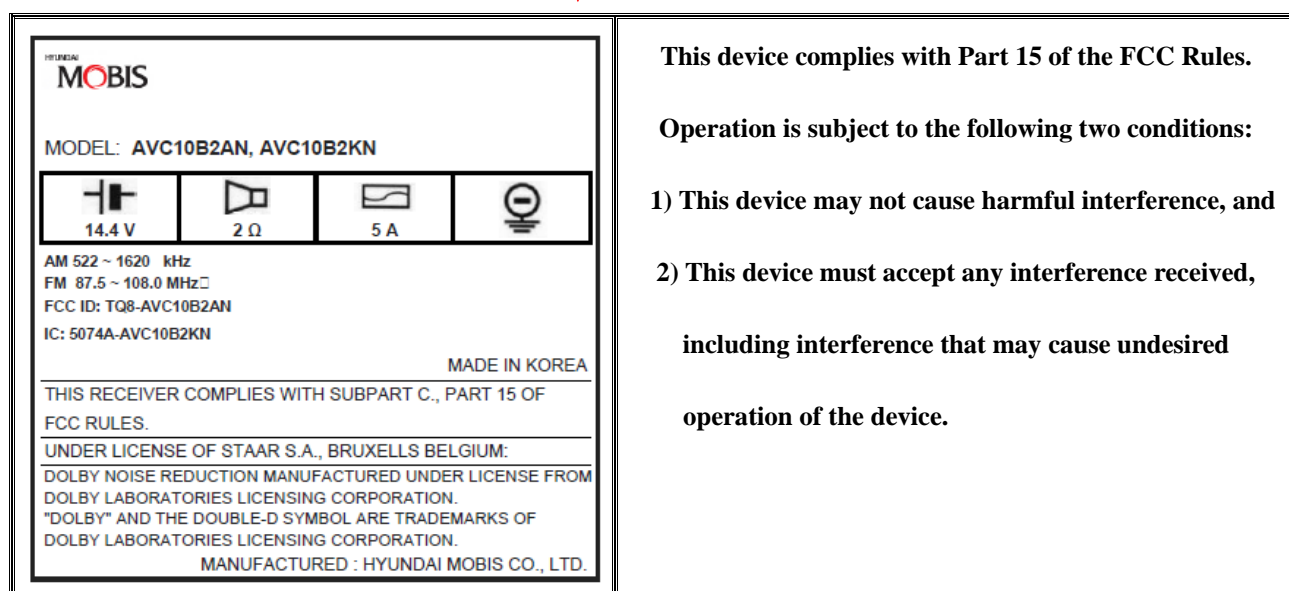 HYUNDAI
MOBIS
MODEL: AVC10B2AN, AVC10B2KN
14.4 V
2 Ω
5 A
AM 522 ~ 1620 kHz
FM 87.5 ~ 108.0 MHz□
FCC ID: TQ8-AVC10B2AN
IC: 5074A-AVC10B2KN
MADE IN KOREA
THIS RECEIVER COMPLIES WITH SUBPART C., PART 15 OF
FCC RULES.
UNDER LICENSE OF STAAR S.A., BRUXELLS BELGIUM:
DOLBY NOISE REDUCTION MANUFACTURED UNDER LICENSE FROM
DOLBY LABORATORIES LICENSING CORPORATION.
"DOLBY" AND THE DOUBLE-D SYMBOL ARE TRADEMARKS OF
DOLBY LABORATORIES LICENSING CORPORATION.
MANUFACTURED : HYUNDAI MOBIS CO., LTD.
This device complies with Part 15 of the FCC Rules.
Operation is subject to the following two conditions:
1) This device may not cause harmful interference, and
2) This device must accept any interference received,
including interference that may cause undesired
operation of the device.